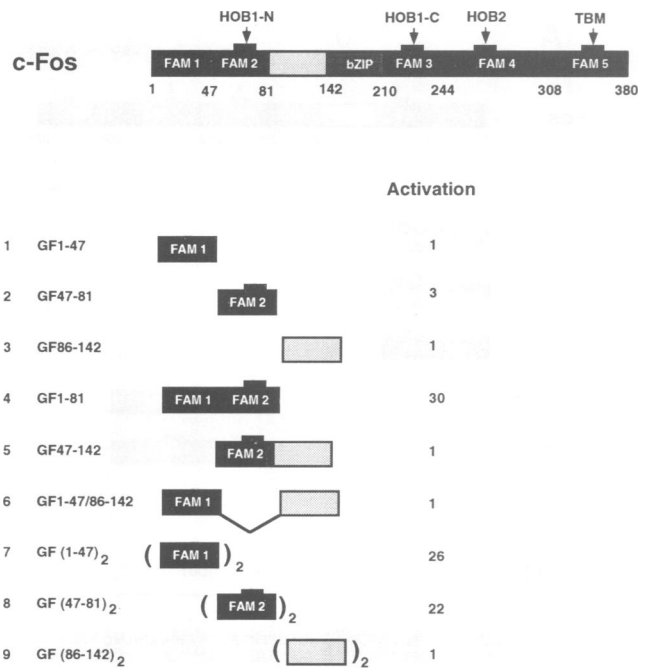 HOB1-N HOB1-C HOB2 TBM
c-Fos FAM 1 FAM 2 bZIP FAM 3 FAM 4 FAM 5
1 47 81 142 210 244 308 380
Activation
1 GF1-47 FAM 1 1
2 GF47-81 FAM 2 3
3 GF86-142 1
4 GF1-81 FAM 1 FAM 2 30
5 GF47-142 FAM 2 1
6 GF1-47/86-142 FAM 1 1
7 GF (1-47)2 ( FAM 1 )2 26
8 GF (47-81)2 ( FAM 2 )2 22
9 GF (86-142)2 ( )2 1